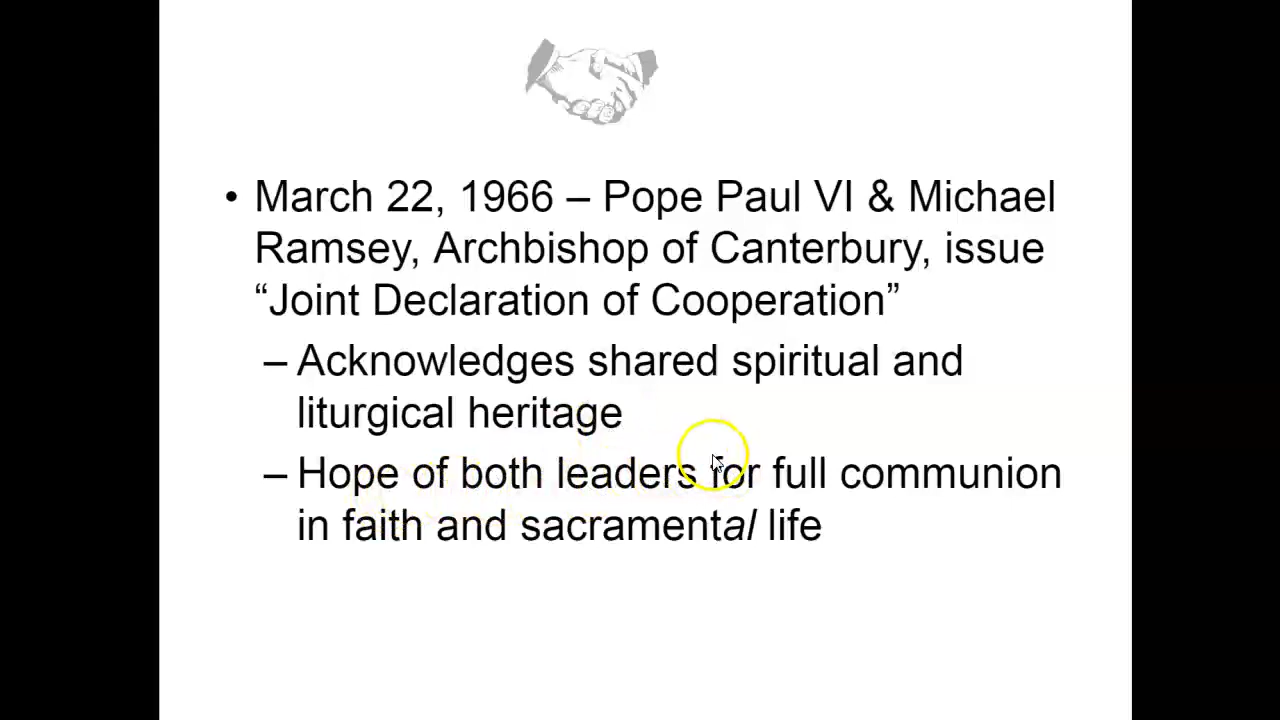 • March 22, 1966 – Pope Paul VI & Michael
Ramsey, Archbishop of Canterbury, issue
“Joint Declaration of Cooperation”
– Acknowledges shared spiritual and
liturgical heritage
– Hope of both leaders for full communion
in faith and sacramental life